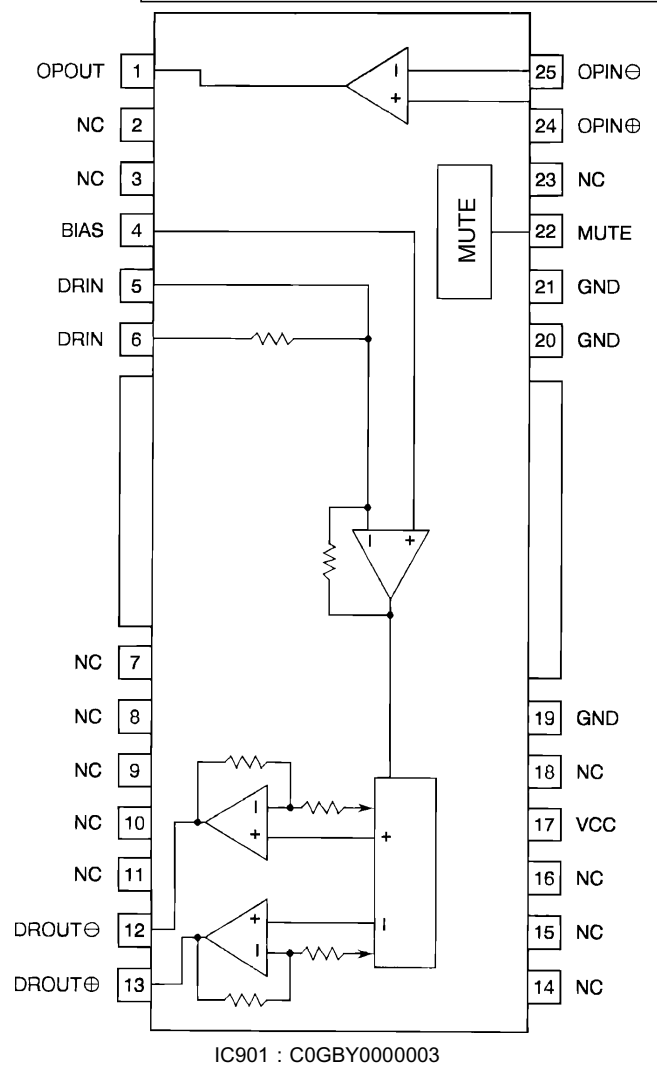 OPOUT 1
NC 2
NC 3
BIAS 4
DRIN 5
DRIN 6
NC 7
NC 8
NC 9
NC 10
NC 11
DROUT⊖ 12
DROUT⊕ 13
25 OPIN⊖
24 OPIN⊕
23 NC
22 MUTE
21 GND
20 GND
19 GND
18 NC
17 VCC
16 NC
15 NC
14 NC
MUTE
− +
− +
− +
+ −
+ −
IC901 : C0GBY0000003